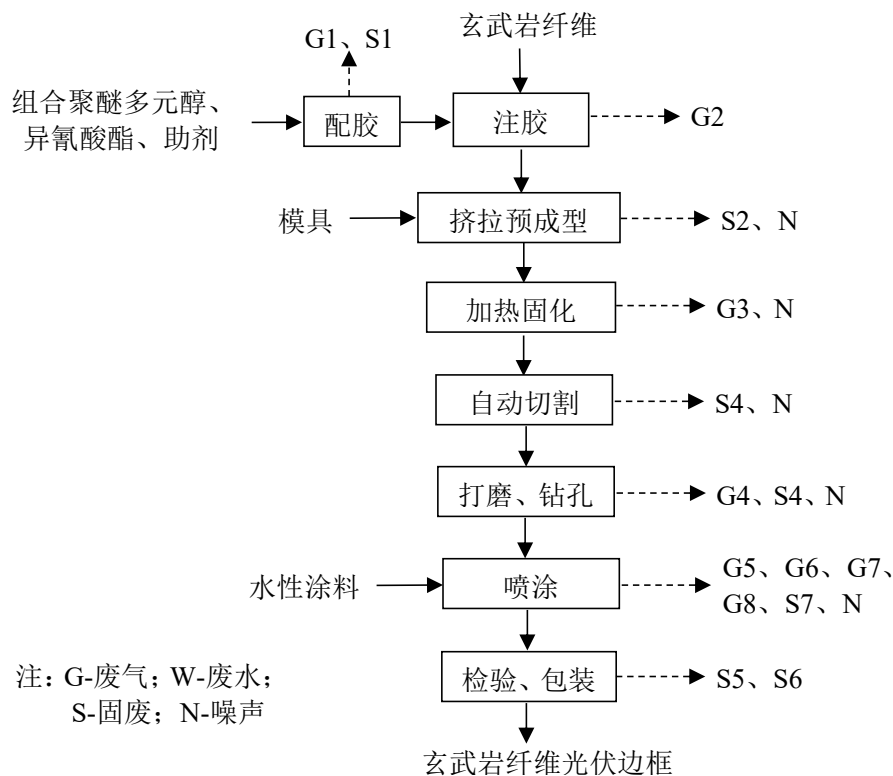 玄武岩纤维
G1、S1
组合聚醚多元醇、
异氰酸酯、助剂
配胶
注胶
G2
模具
挤拉预成型
S2、N
加热固化
G3、N
自动切割
S4、N
打磨、钻孔
G4、S4、N
水性涂料
喷涂
G5、G6、G7、
G8、S7、N
检验、包装
S5、S6
注：G-废气；W-废水；
S-固废；N-噪声
玄武岩纤维光伏边框